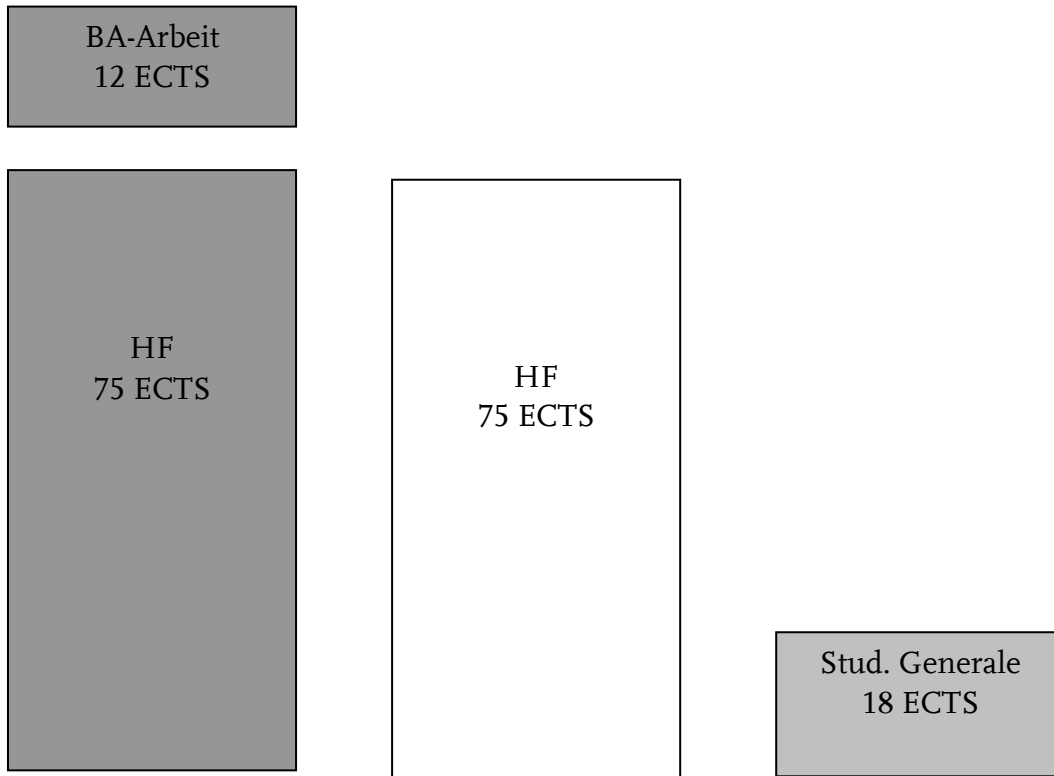 BA-Arbeit
12 ECTS
HF
75 ECTS
HF
75 ECTS
Stud. Generale
18 ECTS